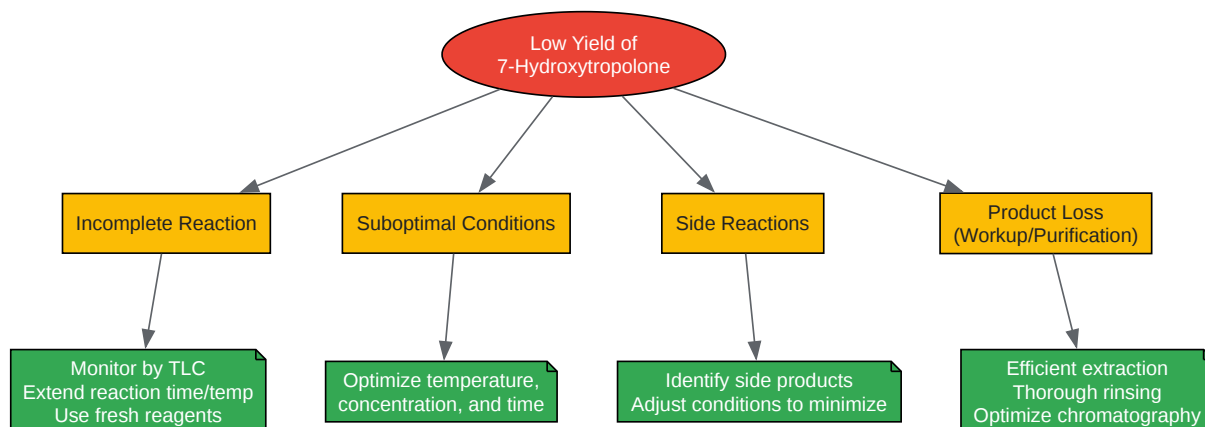 Low Yield of
7-Hydroxytropolone
Incomplete Reaction
Suboptimal Conditions
Side Reactions
Product Loss
(Workup/Purification)
Monitor by TLC
Extend reaction time/temp
Use fresh reagents
Optimize temperature,
concentration, and time
Identify side products
Adjust conditions to minimize
Efficient extraction
Thorough rinsing
Optimize chromatography